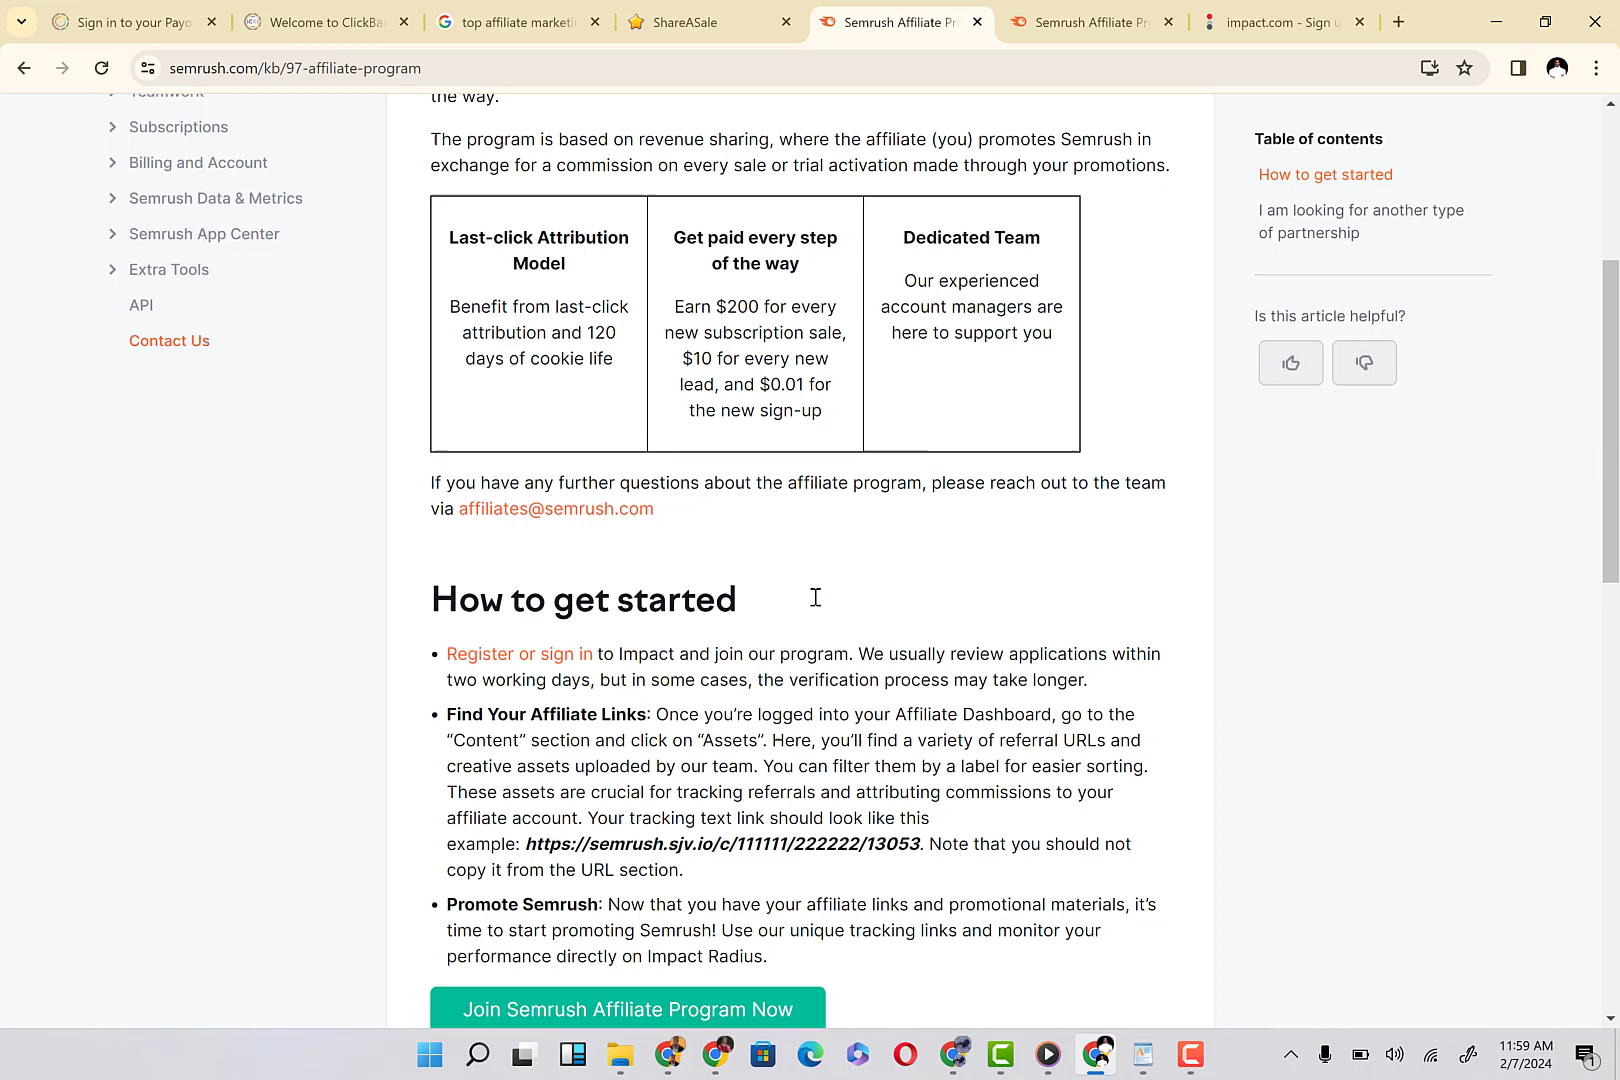 Sign in to your Payo
Welcome to ClickBa
top affiliate marketi
ShareASale
Semrush Affiliate Pr
Semrush Affiliate Pr
impact.com - Sign u
semrush.com/kb/97-affiliate-program
Teamwork
Subscriptions
Billing and Account
Semrush Data & Metrics
Semrush App Center
Extra Tools
API
Contact Us
the way.
The program is based on revenue sharing, where the affiliate (you) promotes Semrush in
exchange for a commission on every sale or trial activation made through your promotions.
Last-click Attribution
Model
Benefit from last-click
attribution and 120
days of cookie life
Get paid every step
of the way
Earn $200 for every
new subscription sale,
$10 for every new
lead, and $0.01 for
the new sign-up
Dedicated Team
Our experienced
account managers are
here to support you
If you have any further questions about the affiliate program, please reach out to the team
via affiliates@semrush.com
How to get started
• Register or sign in to Impact and join our program. We usually review applications within
two working days, but in some cases, the verification process may take longer.
• Find Your Affiliate Links: Once you’re logged into your Affiliate Dashboard, go to the
“Content” section and click on “Assets”. Here, you’ll find a variety of referral URLs and
creative assets uploaded by our team. You can filter them by a label for easier sorting.
These assets are crucial for tracking referrals and attributing commissions to your
affiliate account. Your tracking text link should look like this
example: https://semrush.sjv.io/c/111111/222222/13053. Note that you should not
copy it from the URL section.
• Promote Semrush: Now that you have your affiliate links and promotional materials, it’s
time to start promoting Semrush! Use our unique tracking links and monitor your
performance directly on Impact Radius.
Join Semrush Affiliate Program Now
Table of contents
How to get started
I am looking for another type
of partnership
Is this article helpful?
11:59 AM
2/7/2024
1